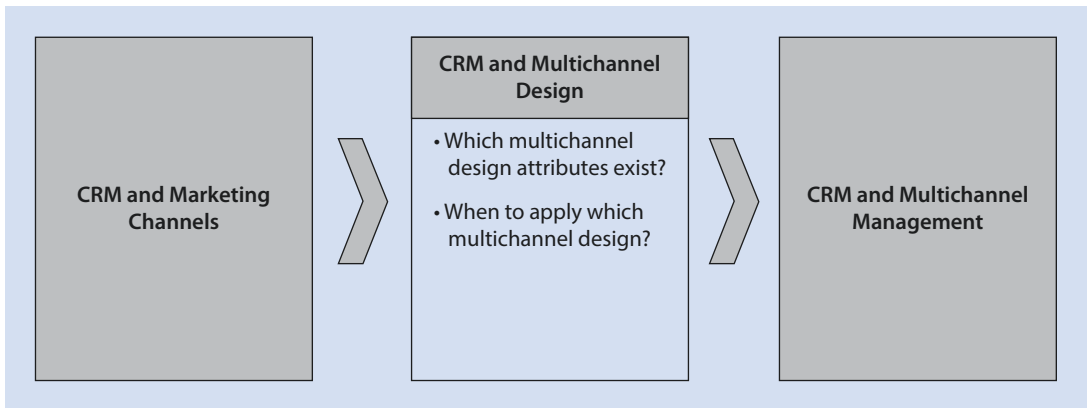 CRM and Marketing
Channels
CRM and Multichannel
Design
• Which multichannel
design attributes exist?
• When to apply which
multichannel design?
CRM and Multichannel
Management